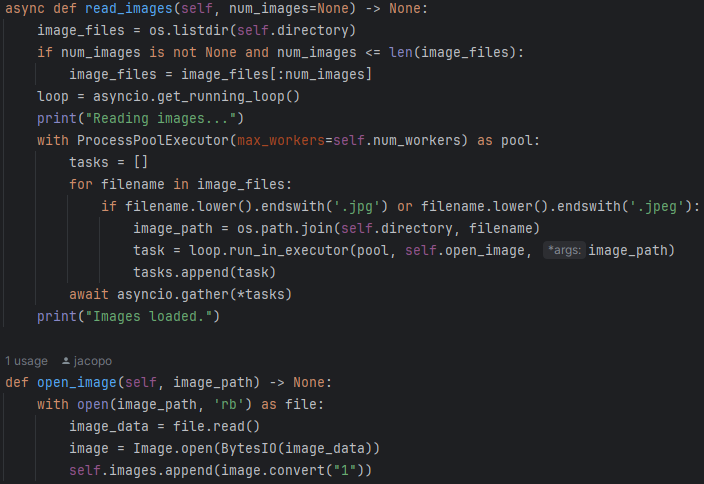 async def read_images(self, num_images=None) -> None:
    image_files = os.listdir(self.directory)
    if num_images is not None and num_images <= len(image_files):
        image_files = image_files[:num_images]
    loop = asyncio.get_running_loop()
    print("Reading images...")
    with ProcessPoolExecutor(max_workers=self.num_workers) as pool:
        tasks = []
        for filename in image_files:
            if filename.lower().endswith('.jpg') or filename.lower().endswith('.jpeg'):
                image_path = os.path.join(self.directory, filename)
                task = loop.run_in_executor(pool, self.open_image, *args: image_path)
                tasks.append(task)
        await asyncio.gather(*tasks)
    print("Images loaded.")
1 usage jacopo
def open_image(self, image_path) -> None:
    with open(image_path, 'rb') as file:
        image_data = file.read()
        image = Image.open(BytesIO(image_data))
        self.images.append(image.convert("1"))